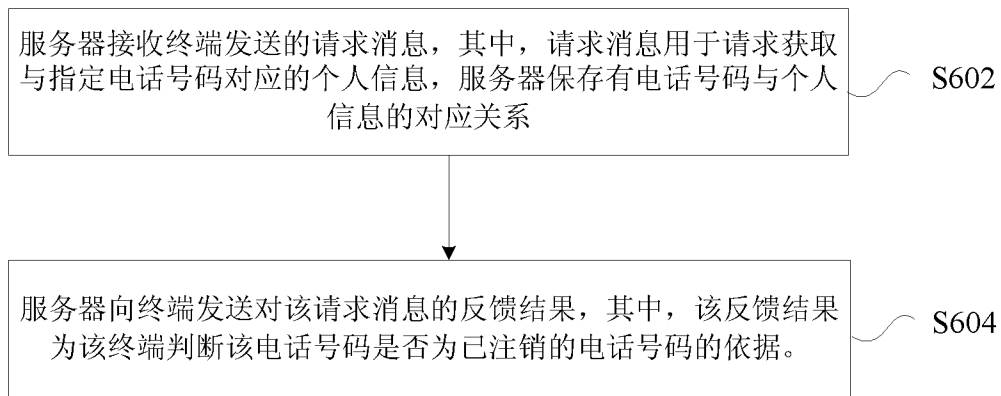 服务器接收终端发送的请求消息，其中，请求消息用于请求获取
与指定电话号码对应的个人信息，服务器保存有电话号码与个人
信息的对应关系
S602
服务器向终端发送对该请求消息的反馈结果，其中，该反馈结果
为该终端判断该电话号码是否为已注销的电话号码的依据。
S604